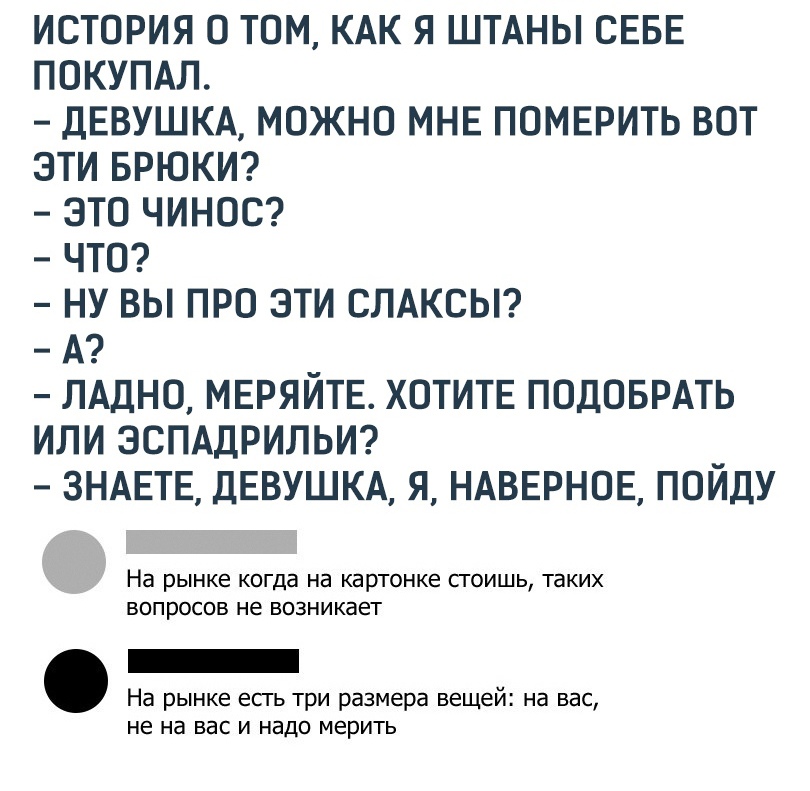 ИСТОРИЯ О ТОМ, КАК Я ШТАНЫ СЕБЕ
ПОКУПАЛ.
– ДЕВУШКА, МОЖНО МНЕ ПОМЕРИТЬ ВОТ
ЭТИ БРЮКИ?
– ЭТО ЧИНОС?
– ЧТО?
– НУ ВЫ ПРО ЭТИ СЛАКСЫ?
– А?
– ЛАДНО, МЕРЯЙТЕ. ХОТИТЕ ПОДОБРАТЬ
ИЛИ ЭСПАДРИЛЬИ?
– ЗНАЕТЕ, ДЕВУШКА, Я, НАВЕРНОЕ, ПОЙДУ
На рынке когда на картонке стоишь, таких
вопросов не возникает
На рынке есть три размера вещей: на вас,
не на вас и надо мерить